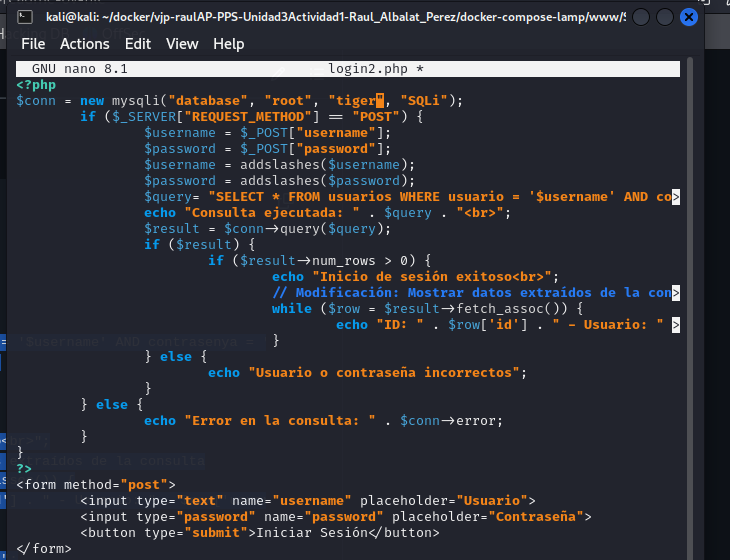 kali@kali: ~/docker/vjp-raulAP-PPS-Unidad3Actividad1-Raul_Albalat_Perez/docker-compose-lamp/www/S
File Actions Edit View Help
GNU nano 8.1 login2.php *
<?php
$conn = new mysqli("database", "root", "tiger", "SQLi");
if ($_SERVER["REQUEST_METHOD"] == "POST") {
$username = $_POST["username"];
$password = $_POST["password"];
$username = addslashes($username);
$password = addslashes($password);
$query= "SELECT * FROM usuarios WHERE usuario = '$username' AND co>
echo "Consulta ejecutada: " . $query . "<br>";
$result = $conn->query($query);
if ($result) {
if ($result->num_rows > 0) {
echo "Inicio de sesión exitoso<br>";
// Modificación: Mostrar datos extraídos de la con>
while ($row = $result->fetch_assoc()) {
echo "ID: " . $row['id'] . " - Usuario: " >
}
} else {
echo "Usuario o contraseña incorrectos";
}
} else {
echo "Error en la consulta: " . $conn->error;
}
}
?>
<form method="post">
<input type="text" name="username" placeholder="Usuario">
<input type="password" name="password" placeholder="Contraseña">
<button type="submit">Iniciar Sesión</button>
</form>